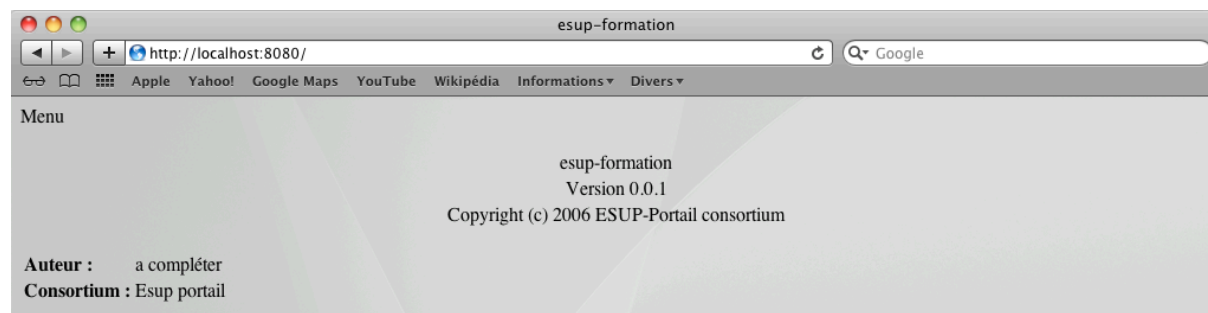 esup-formation
http://localhost:8080/
Google
Apple Yahoo! Google Maps YouTube Wikipédia Informations Divers
Menu
esup-formation
Version 0.0.1
Copyright (c) 2006 ESUP-Portail consortium
Auteur : a compléter
Consortium : Esup portail